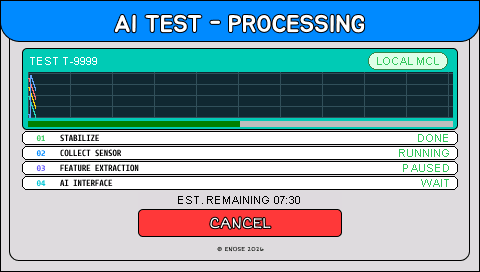 AI TEST - PROCESSING
TEST T-9999 LOCAL MCL
01 STABILIZE DONE
02 COLLECT SENSOR RUNNING
03 FEATURE EXTRACTION PAUSED
04 AI INTERFACE WAIT
EST. REMAINING 07:30
CANCEL
© ENOSE 2026